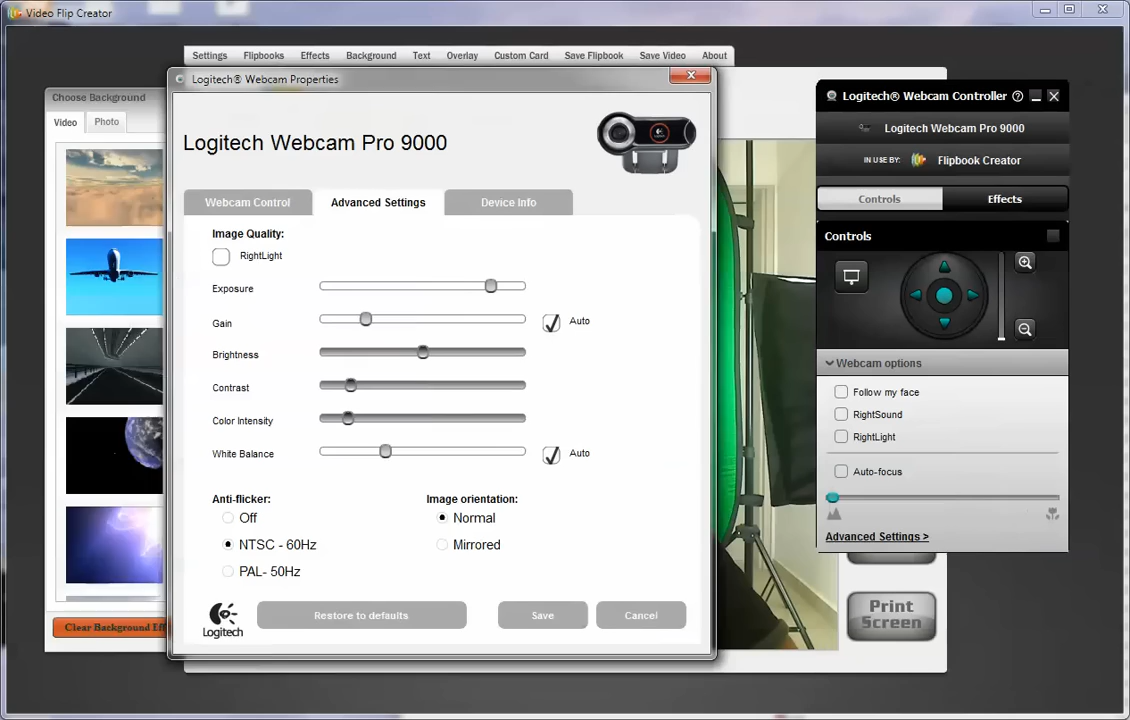 Video Flip Creator
Settings Flipbooks Effects Background Text Overlay Custom Card Save Flipbook Save Video About
Logitech® Webcam Properties
Choose Background
Video Photo
Clear Background Eff
Logitech Webcam Pro 9000
Webcam Control Advanced Settings Device Info
Image Quality:
RightLight
Exposure
Gain Auto
Brightness
Contrast
Color Intensity
White Balance Auto
Anti-flicker: Image orientation:
Off Normal
NTSC - 60Hz Mirrored
PAL- 50Hz
Logitech
Restore to defaults Save Cancel
Logitech® Webcam Controller
Logitech Webcam Pro 9000
IN USE BY: Flipbook Creator
Controls Effects
Controls
Webcam options
Follow my face
RightSound
RightLight
Auto-focus
Advanced Settings >
Print
Screen